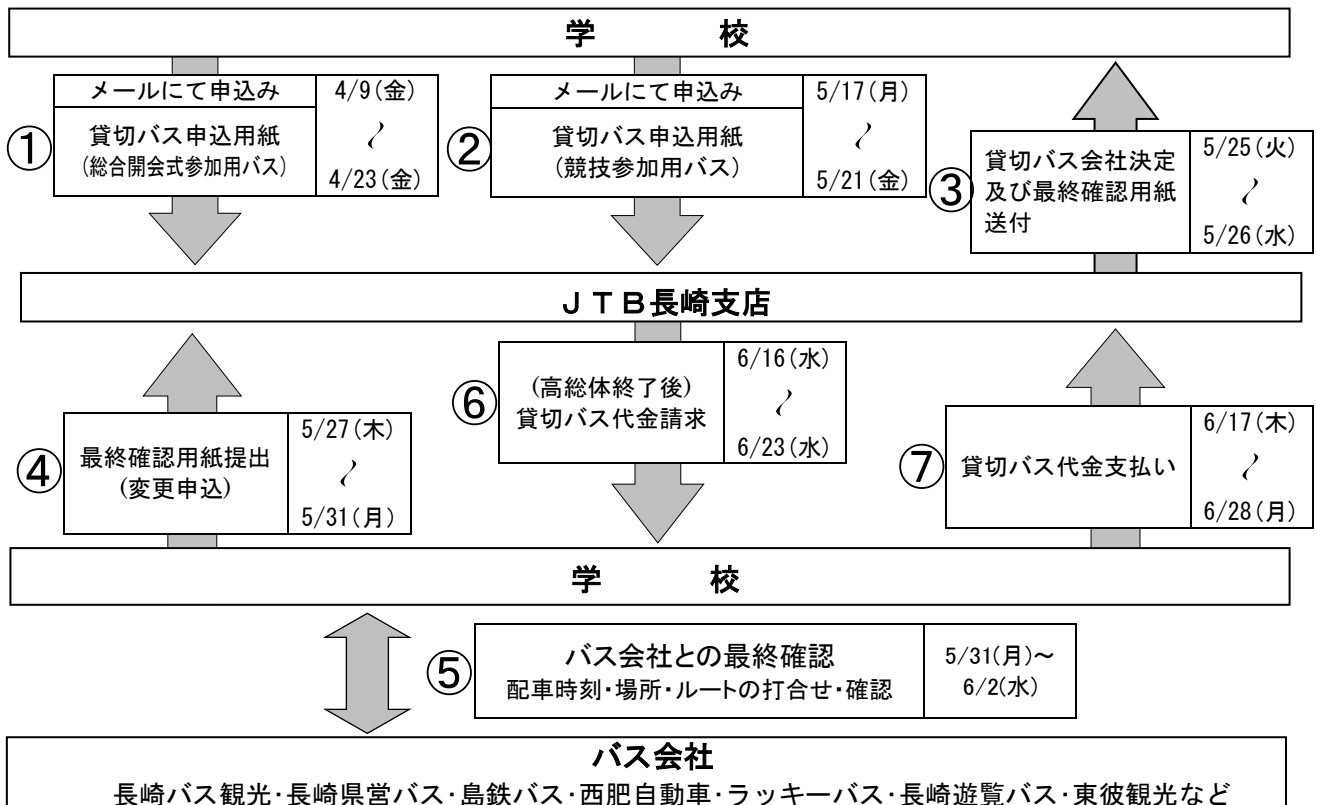 学 校
①
メールにて申込み
貸切バス申込用紙
(総合開会式参加用バス)
4/9(金)
～
4/23(金)
②
メールにて申込み
貸切バス申込用紙
(競技参加用バス)
5/17(月)
～
5/21(金)
③
貸切バス会社決定
及び最終確認用紙
送付
5/25(火)
～
5/26(水)
ＪＴＢ長崎支店
④
最終確認用紙提出
(変更申込)
5/27(木)
～
5/31(月)
⑥
(高総体終了後)
貸切バス代金請求
6/16(水)
～
6/23(水)
⑦
貸切バス代金支払い
6/17(木)
～
6/28(月)
学 校
⑤
バス会社との最終確認
配車時刻・場所・ルートの打合せ・確認
5/31(月)～
6/2(水)
バス会社
長崎バス観光・長崎県営バス・島鉄バス・西肥自動車・ラッキーバス・長崎遊覧バス・東彼観光など